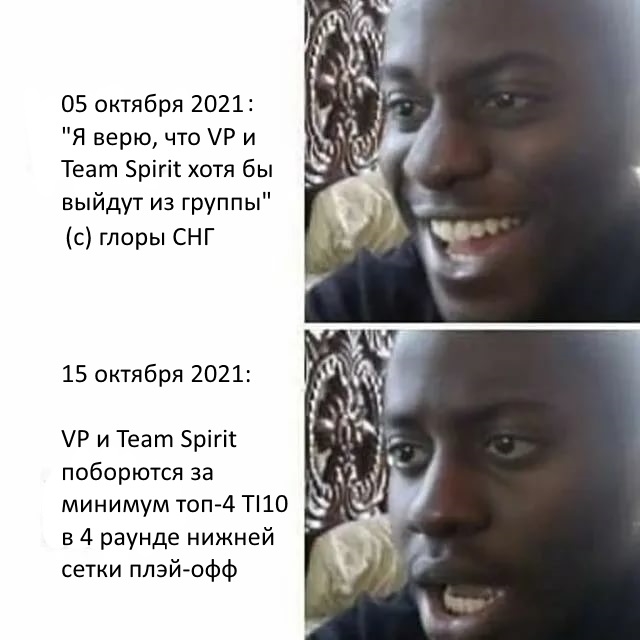 05 октября 2021:
"Я верю, что VP и
Team Spirit хотя бы
выйдут из группы"
(с) глоры СНГ
15 октября 2021:
VP и Team Spirit
поборются за
минимум топ-4 TI10
в 4 раунде нижней
сетки плэй-офф